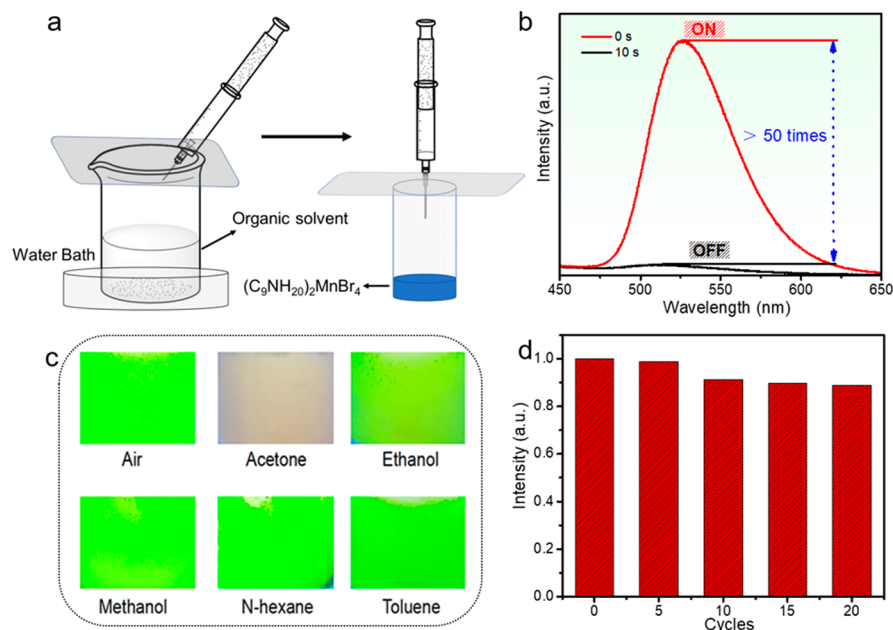 a
Organic solvent
Water Bath
(C₉NH₂₀)₂MnBr₄
b
0 s
10 s
ON
> 50 times
OFF
Intensity (a.u.)
450 500 550 600 650
Wavelength (nm)
c
Air Acetone Ethanol
Methanol N-hexane Toluene
d
Intensity (a.u.)
1.0
0.8
0.6
0.4
0.2
0.0
0 5 10 15 20
Cycles